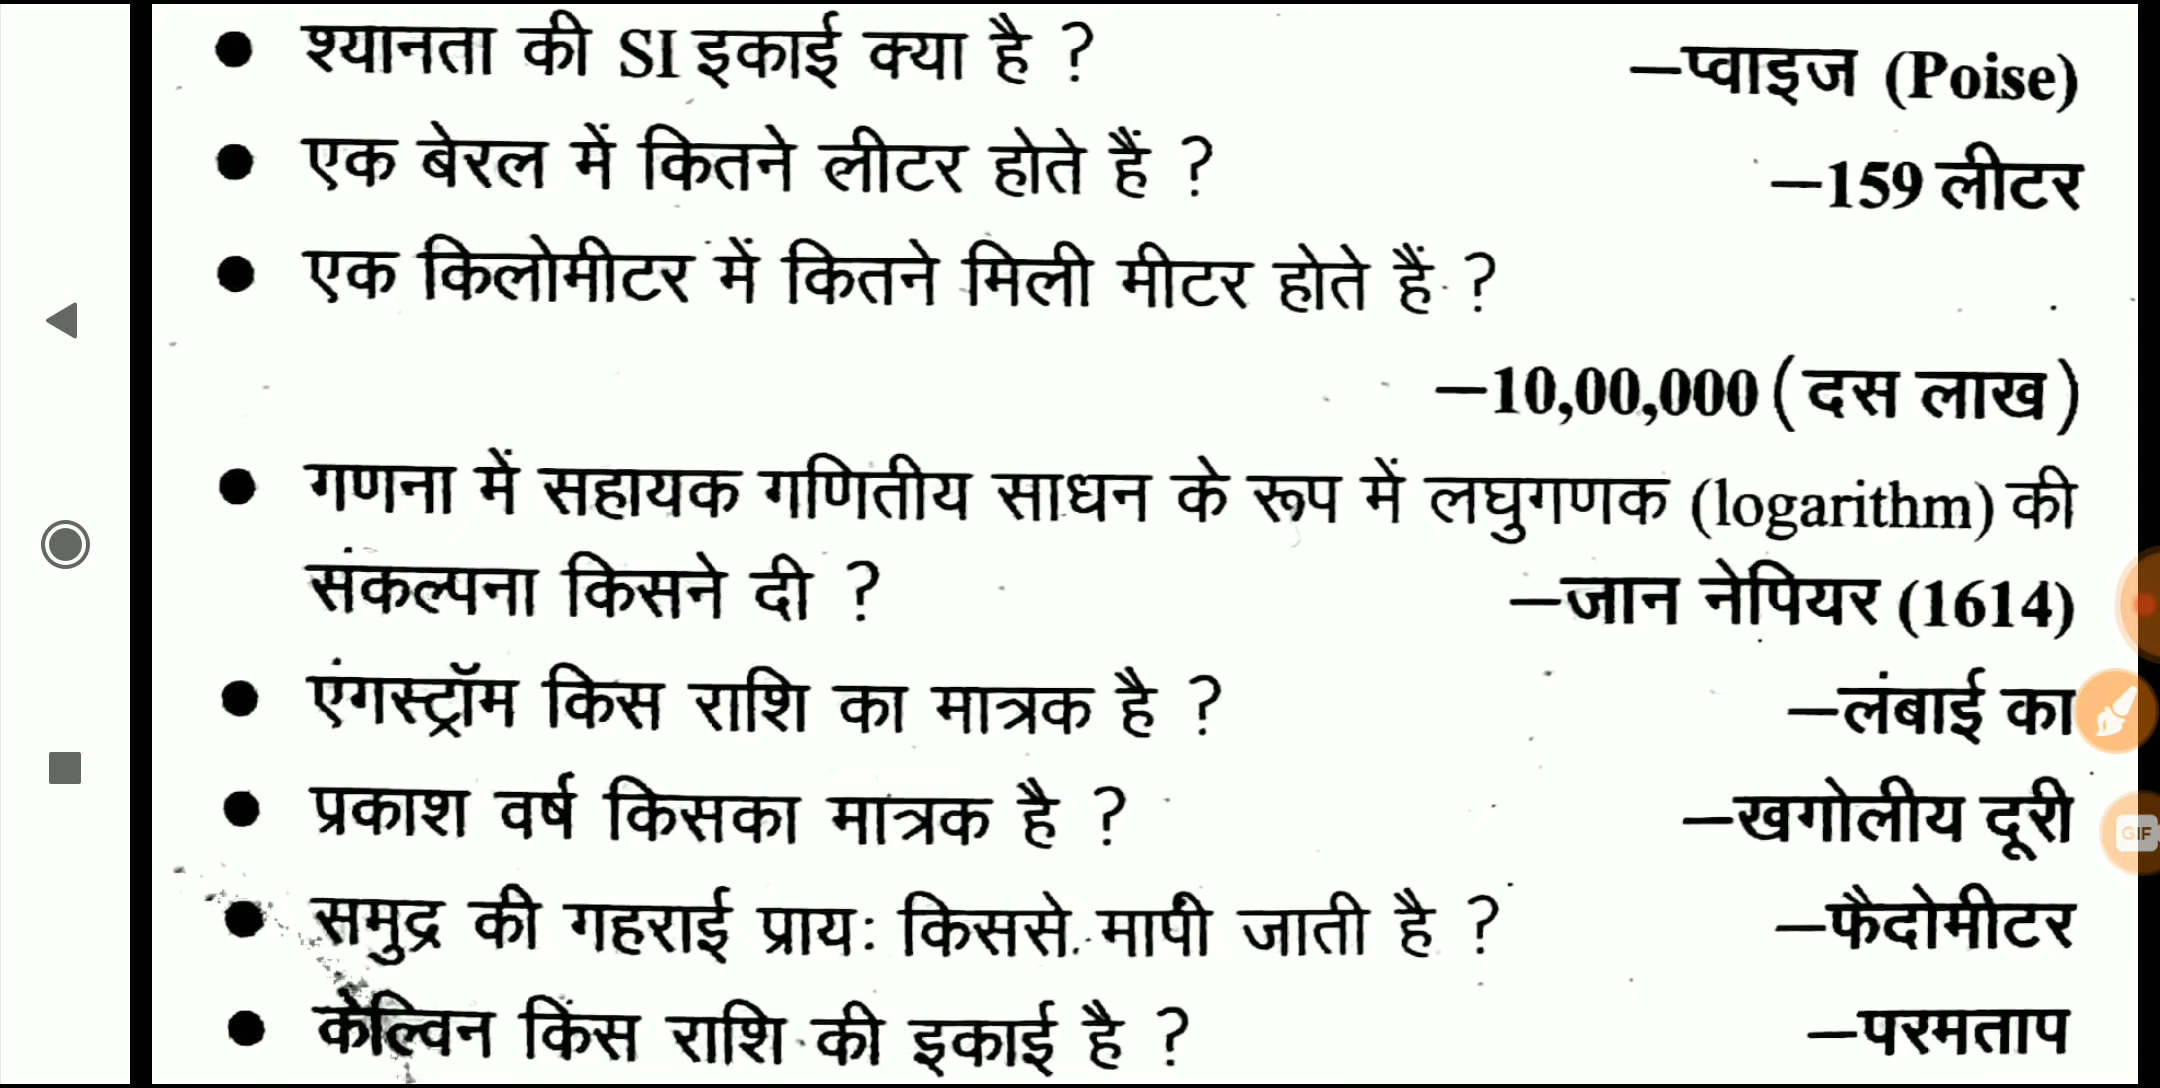 ● श्यानता की SI इकाई क्या है ? —प्वाइज (Poise)
● एक बेरल में कितने लीटर होते हैं ? —159 लीटर
● एक किलोमीटर में कितने मिली मीटर होते हैं ?
—10,00,000 (दस लाख)
● गणना में सहायक गणितीय साधन के रूप में लघुगणक (logarithm) की
संकल्पना किसने दी ? —जान नेपियर (1614)
● एंगस्ट्रॉम किस राशि का मात्रक है ? —लंबाई का
● प्रकाश वर्ष किसका मात्रक है ? —खगोलीय दूरी
● समुद्र की गहराई प्रायः किससे मापी जाती है ? —फैदोमीटर
● केल्विन किस राशि की इकाई है ? —परमताप
GIF